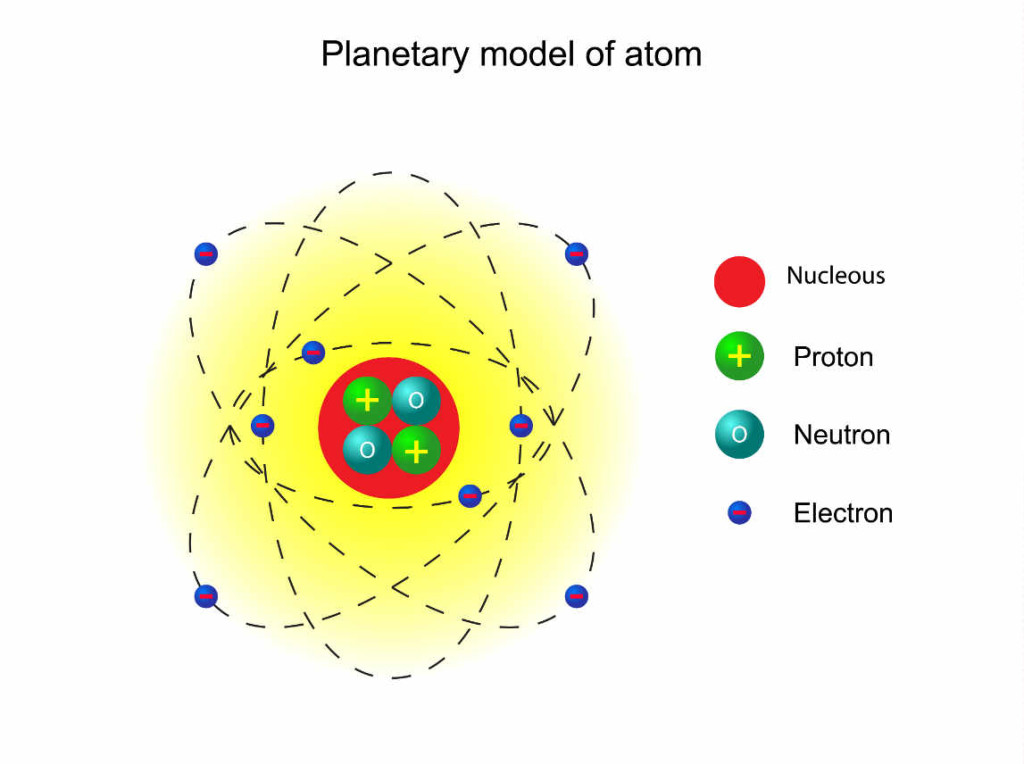 Planetary model of atom
Nucleous
+ Proton
O Neutron
- Electron
+ O
O +